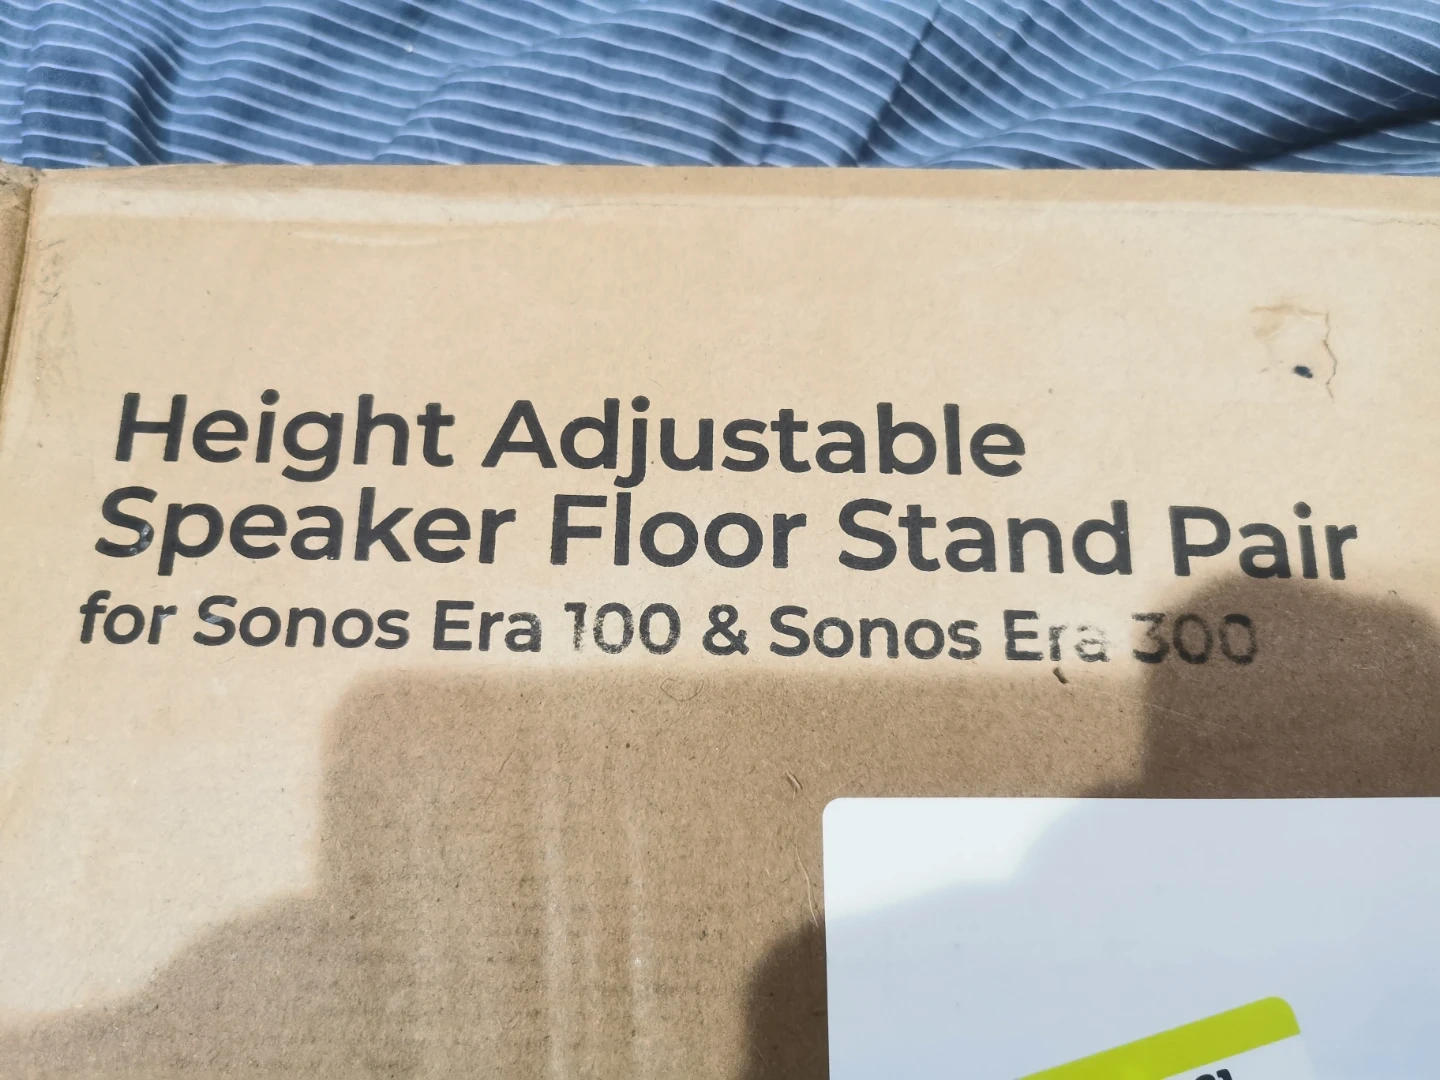 Height Adjustable
Speaker Floor Stand Pair
for Sonos Era 100 & Sonos Era 300